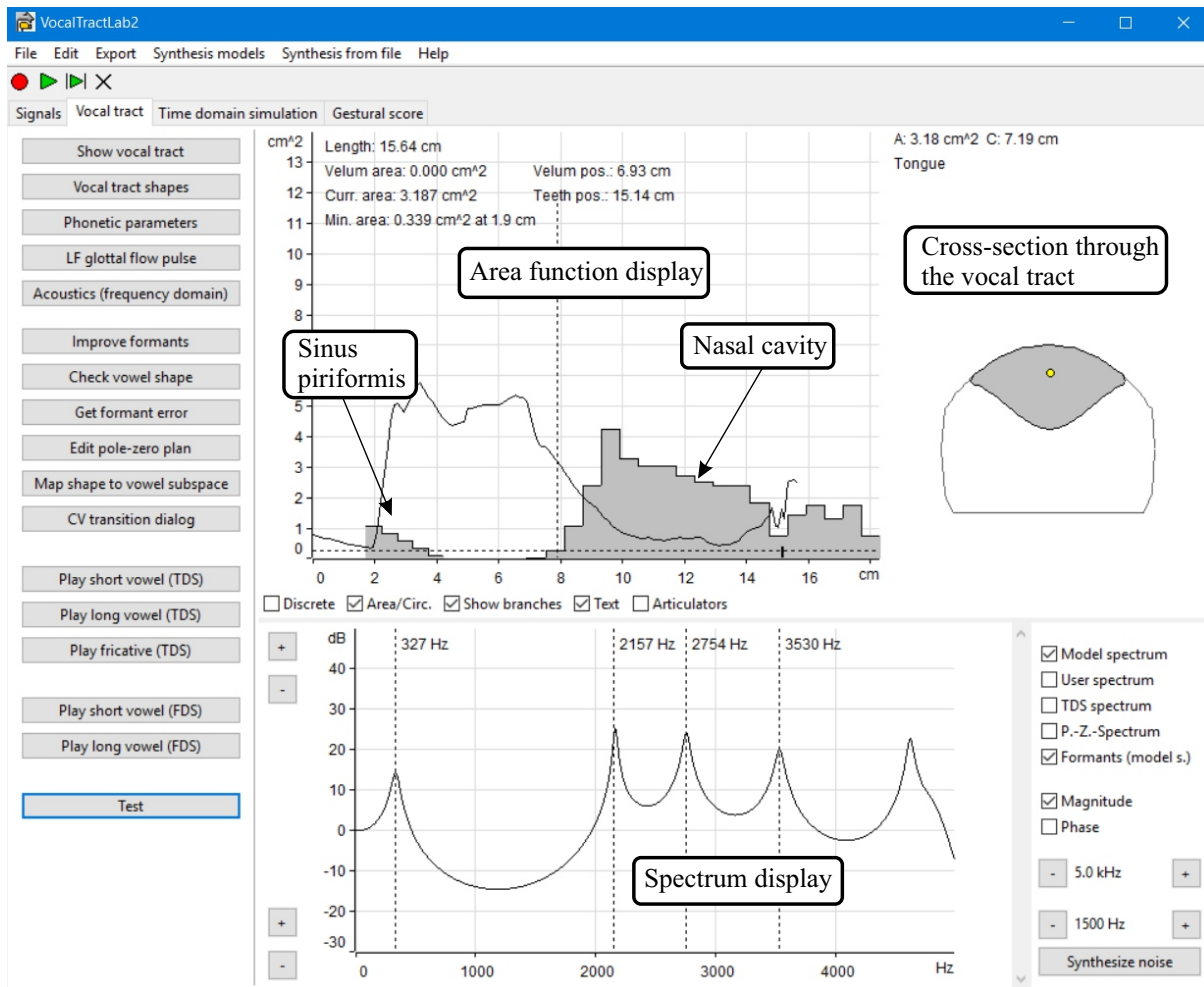 VocalTractLab2
File Edit Export Synthesis models Synthesis from file Help
Signals Vocal tract Time domain simulation Gestural score
Show vocal tract
Vocal tract shapes
Phonetic parameters
LF glottal flow pulse
Acoustics (frequency domain)
Improve formants
Check vowel shape
Get formant error
Edit pole-zero plan
Map shape to vowel subspace
CV transition dialog
Play short vowel (TDS)
Play long vowel (TDS)
Play fricative (TDS)
Play short vowel (FDS)
Play long vowel (FDS)
Test
cm^2
Length: 15.64 cm
Velum area: 0.000 cm^2 Velum pos.: 6.93 cm
Curr. area: 3.187 cm^2 Teeth pos.: 15.14 cm
Min. area: 0.339 cm^2 at 1.9 cm
13
12
11
10
9
8
5
4
3
2
1
0
Area function display
Sinus
piriformis
Nasal cavity
0 2 4 6 8 10 12 14 16 cm
A: 3.18 cm^2 C: 7.19 cm
Tongue
Cross-section through
the vocal tract
Discrete Area/Circ. Show branches Text Articulators
+
-
+
-
dB
40
30
20
10
0
-10
-20
-30
327 Hz 2157 Hz 2754 Hz 3530 Hz
Spectrum display
0 1000 2000 3000 4000 Hz
Model spectrum
User spectrum
TDS spectrum
P.-Z.-Spectrum
Formants (model s.)
Magnitude
Phase
- 5.0 kHz +
- 1500 Hz +
Synthesize noise